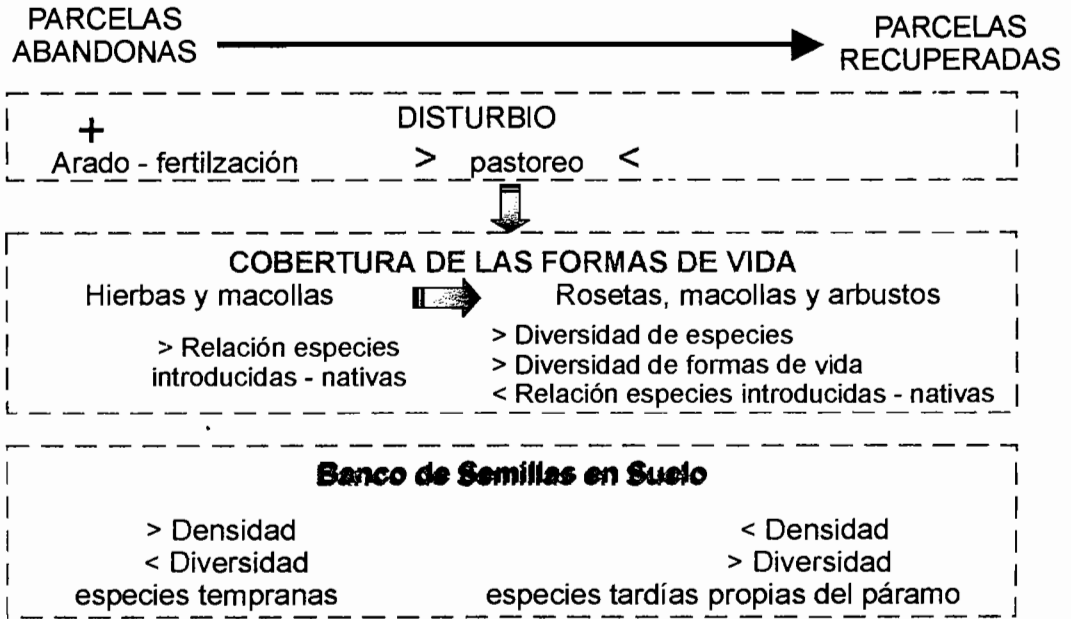 PARCELAS
ABANDONAS
PARCELAS
RECUPERADAS
DISTURBIO
+
Arado - fertilzación > pastoreo <
COBERTURA DE LAS FORMAS DE VIDA
Hierbas y macollas
Rosetas, macollas y arbustos
> Relación especies
introducidas - nativas
> Diversidad de especies
> Diversidad de formas de vida
< Relación especies introducidas - nativas
Banco de Semillas en Suelo
> Densidad
< Diversidad
especies tempranas
< Densidad
> Diversidad
especies tardías propias del páramo